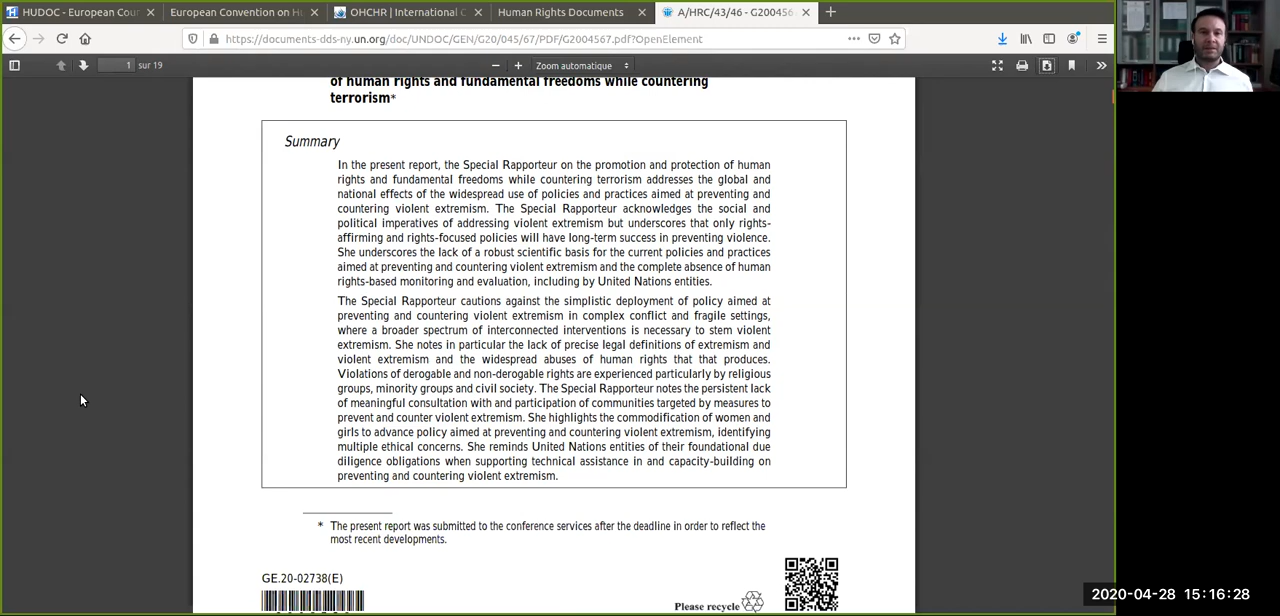 HUDOC - European Cour
European Convention on Hu
OHCHR | International C
Human Rights Documents
A/HRC/43/46 - G2004567
https://documents-dds-ny.un.org/doc/UNDOC/GEN/G20/045/67/PDF/G2004567.pdf?OpenElement
1 sur 19
Zoom automatique
of human rights and fundamental freedoms while countering
terrorism*
Summary
In the present report, the Special Rapporteur on the promotion and protection of human
rights and fundamental freedoms while countering terrorism addresses the global and
national effects of the widespread use of policies and practices aimed at preventing and
countering violent extremism. The Special Rapporteur acknowledges the social and
political imperatives of addressing violent extremism but underscores that only rights-
affirming and rights-focused policies will have long-term success in preventing violence.
She underscores the lack of a robust scientific basis for the current policies and practices
aimed at preventing and countering violent extremism and the complete absence of human
rights-based monitoring and evaluation, including by United Nations entities.
The Special Rapporteur cautions against the simplistic deployment of policy aimed at
preventing and countering violent extremism in complex conflict and fragile settings,
where a broader spectrum of interconnected interventions is necessary to stem violent
extremism. She notes in particular the lack of precise legal definitions of extremism and
violent extremism and the widespread abuses of human rights that that produces.
Violations of derogable and non-derogable rights are experienced particularly by religious
groups, minority groups and civil society. The Special Rapporteur notes the persistent lack
of meaningful consultation with and participation of communities targeted by measures to
prevent and counter violent extremism. She highlights the commodification of women and
girls to advance policy aimed at preventing and countering violent extremism, identifying
multiple ethical concerns. She reminds United Nations entities of their foundational due
diligence obligations when supporting technical assistance in and capacity-building on
preventing and countering violent extremism.
* The present report was submitted to the conference services after the deadline in order to reflect the
most recent developments.
GE.20-02738(E)
Please recycle
2020-04-28 15:16:28